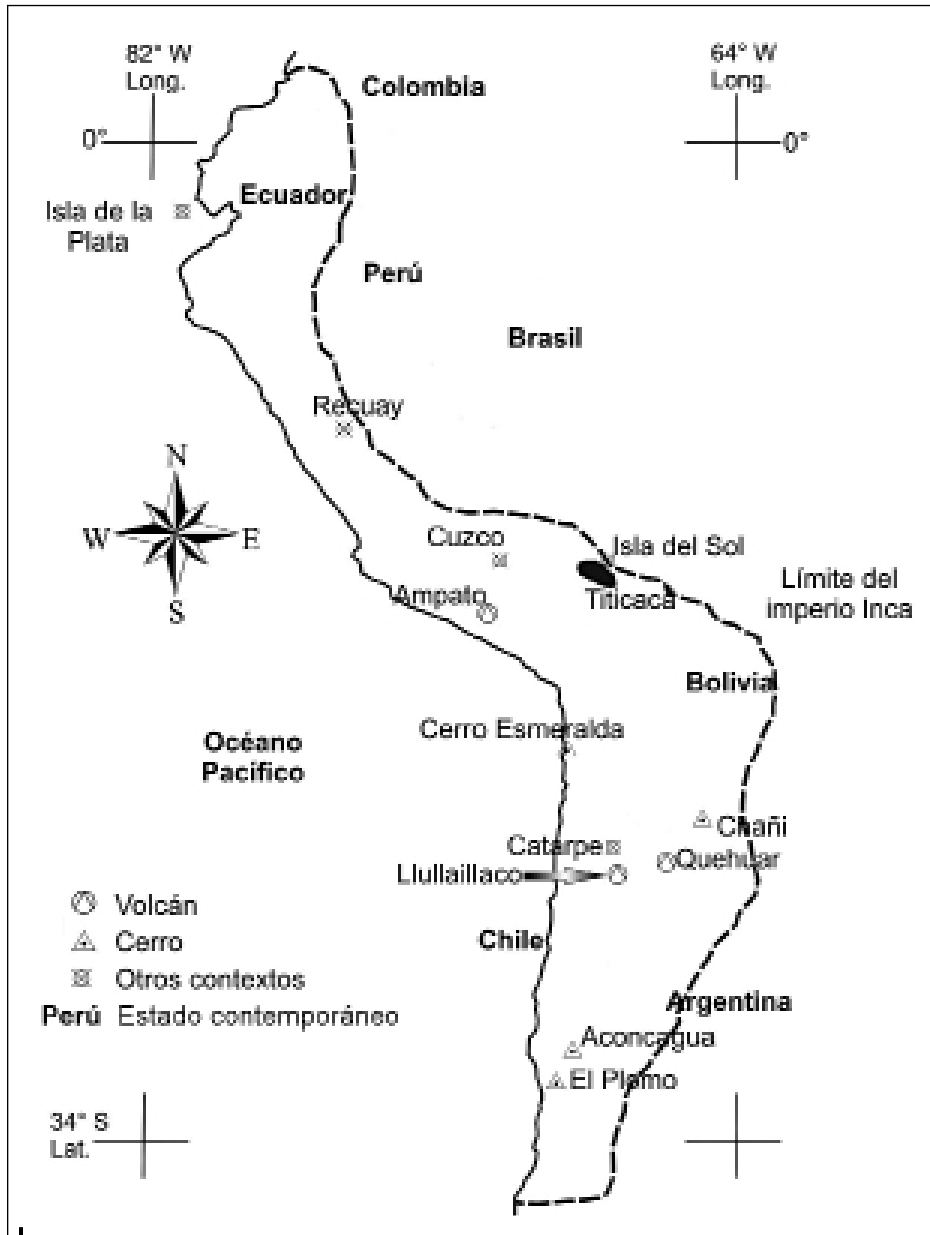 82° W
Long.
64° W
Long.
Colombia
0°
0°
Ecuador
Isla de la
Plata
Perú
Brasil
Recuay
N
W E
S
Cuzco
Isla del Sol
Titicaca
Límite del
imperio Inca
Ampato
Bolivia
Océano
Pacífico
Cerro Esmeralda
Chañi
Catarpe
Quehuar
Llullaillaco
Volcán
Cerro
Otros contextos
Perú Estado contemporáneo
Chile
Argentina
Aconcagua
El Plomo
34° S
Lat.